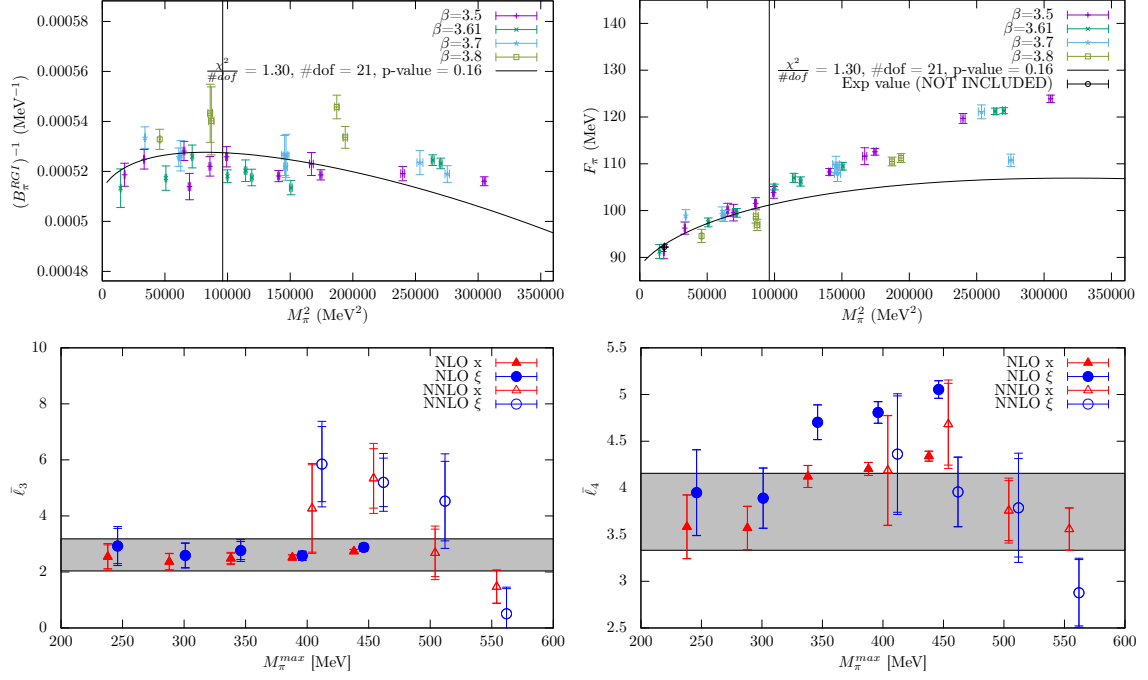 0.00058
0.00056
0.00054
0.00052
0.0005
0.00048
(B_π^{RGI})^{-1} (MeV^{-1})
β=3.5
β=3.61
β=3.7
β=3.8
χ²/#dof = 1.30, #dof = 21, p-value = 0.16
0 50000 100000 150000 200000 250000 300000 350000
M_π² (MeV²)
140
130
120
110
100
90
F_π (MeV)
β=3.5
β=3.61
β=3.7
β=3.8
χ²/#dof = 1.30, #dof = 21, p-value = 0.16
Exp value (NOT INCLUDED)
0 50000 100000 150000 200000 250000 300000 350000
M_π² (MeV²)
10
8
6
4
2
0
ℓ̄₃
NLO x
NLO ξ
NNLO x
NNLO ξ
200 250 300 350 400 450 500 550 600
M_π^{max} [MeV]
5.5
5
4.5
4
3.5
3
2.5
ℓ̄₄
NLO x
NLO ξ
NNLO x
NNLO ξ
200 250 300 350 400 450 500 550 600
M_π^{max} [MeV]